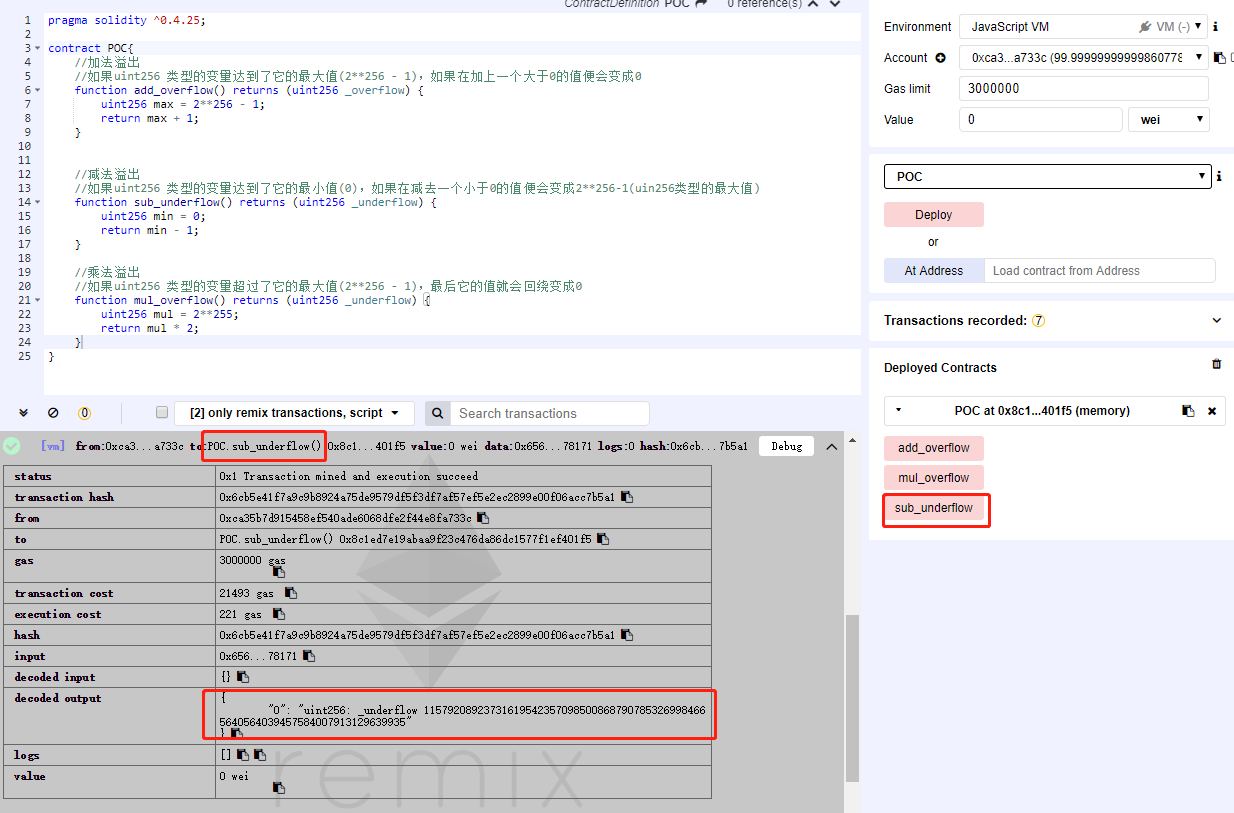 ContractDefinition POC 0 reference(s)
1 pragma solidity ^0.4.25;
2
3 contract POC{
4 //加法溢出
5 //如果uint256 类型的变量达到了它的最大值(2**256 - 1)，如果在加上一个大于0的值便会变成0
6 function add_overflow() returns (uint256 _overflow) {
7 uint256 max = 2**256 - 1;
8 return max + 1;
9 }
10
11
12 //减法溢出
13 //如果uint256 类型的变量达到了它的最小值(0)，如果在减去一个小于0的值便会变成2**256-1(uin256类型的最大值)
14 function sub_underflow() returns (uint256 _underflow) {
15 uint256 min = 0;
16 return min - 1;
17 }
18
19 //乘法溢出
20 //如果uint256 类型的变量超过了它的最大值(2**256 - 1)，最后它的值就会回绕变成0
21 function mul_overflow() returns (uint256 _underflow) {
22 uint256 mul = 2**255;
23 return mul * 2;
24 }
25 }
0 [2] only remix transactions, script Search transactions
[vm] from:0xca3...a733c to:POC.sub_underflow() 0x8c1...401f5 value:0 wei data:0x656...78171 logs:0 hash:0x6cb...7b5a1 Debug
status 0x1 Transaction mined and execution succeed
transaction hash 0x6cb5e41f7a9c9b8924a75de9579df5f3df7af57ef5e2ec2899e00f06acc7b5a1
from 0xca35b7d915458ef540ade6068dfe2f44e8fa733c
to POC.sub_underflow() 0x8c1ed7e19abaa9f23c476da86dc1577f1ef401f5
gas 3000000 gas
transaction cost 21493 gas
execution cost 221 gas
hash 0x6cb5e41f7a9c9b8924a75de9579df5f3df7af57ef5e2ec2899e00f06acc7b5a1
input 0x656...78171
decoded input {}
decoded output {
"0": "uint256: _underflow 115792089237316195423570985008687907853269984665640564039457584007913129639935"
}
logs []
value 0 wei
remix
Environment JavaScript VM VM (-)
Account 0xca3...a733c (99.99999999999860778
Gas limit 3000000
Value 0 wei
POC
Deploy
or
At Address Load contract from Address
Transactions recorded: 7
Deployed Contracts
POC at 0x8c1...401f5 (memory)
add_overflow
mul_overflow
sub_underflow